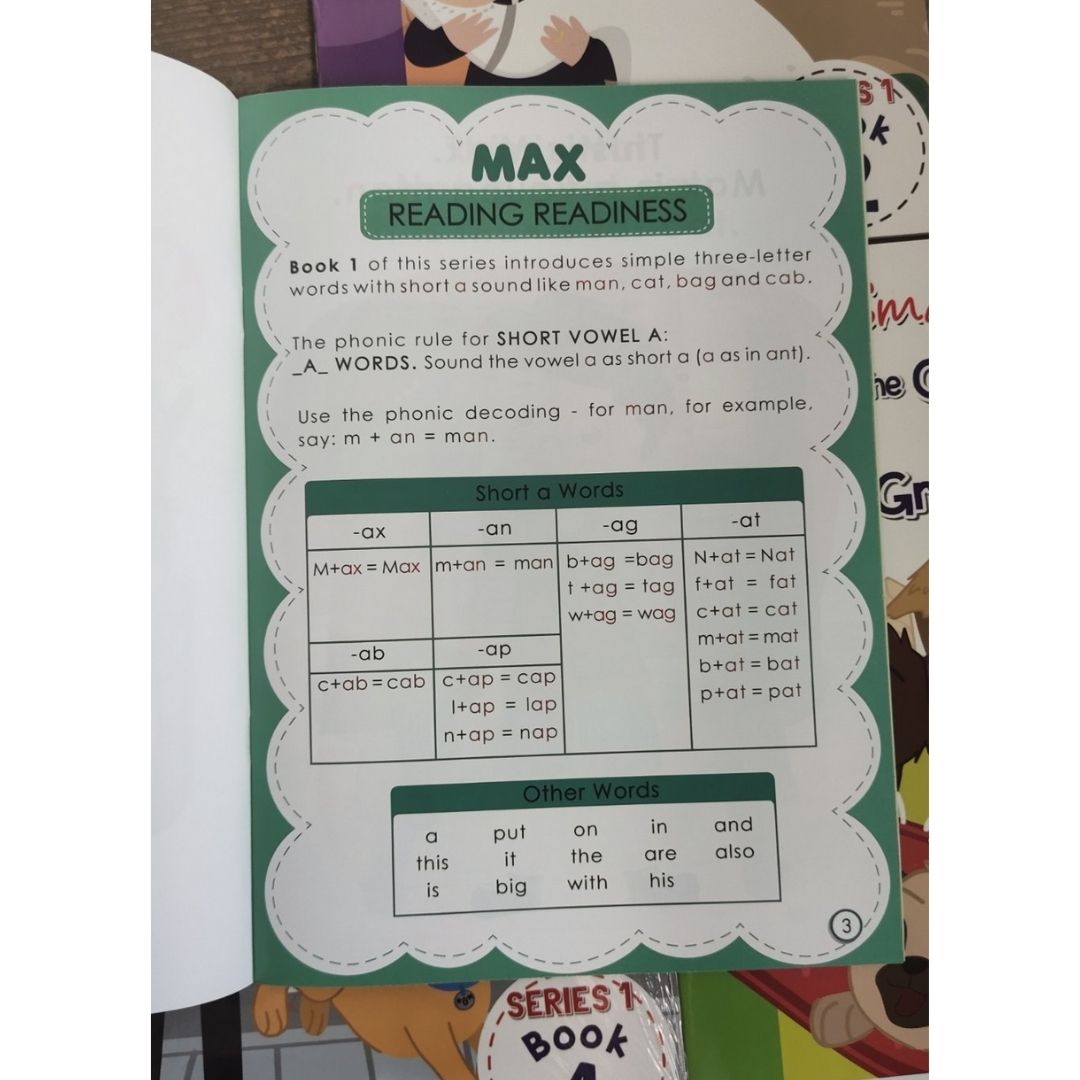 MAX
READING READINESS
Book 1 of this series introduces simple three-letter
words with short a sound like man, cat, bag and cab.
The phonic rule for SHORT VOWEL A:
_A_ WORDS. Sound the vowel a as short a (a as in ant).
Use the phonic decoding - for man, for example,
say: m + an = man.
Short a Words
-ax
M+ax = Max
-an
m+an = man
-ag
b+ag =bag
t +ag = tag
w+ag = wag
-at
N+at = Nat
f+at = fat
c+at = cat
m+at = mat
b+at = bat
p+at = pat
-ab
c+ab = cab
-ap
c+ap = cap
l+ap = lap
n+ap = nap
Other Words
a put on in and
this it the are also
is big with his
3
SERIES 1
BOOK